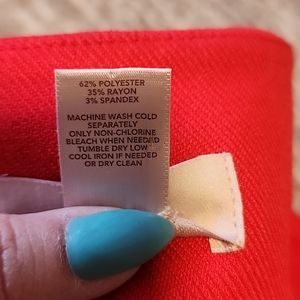 62% POLYESTER
35% RAYON
3% SPANDEX
MACHINE WASH COLD
SEPARATELY
ONLY NON-CHLORINE
BLEACH WHEN NEEDED
TUMBLE DRY LOW
COOL IRON IF NEEDED
OR DRY CLEAN